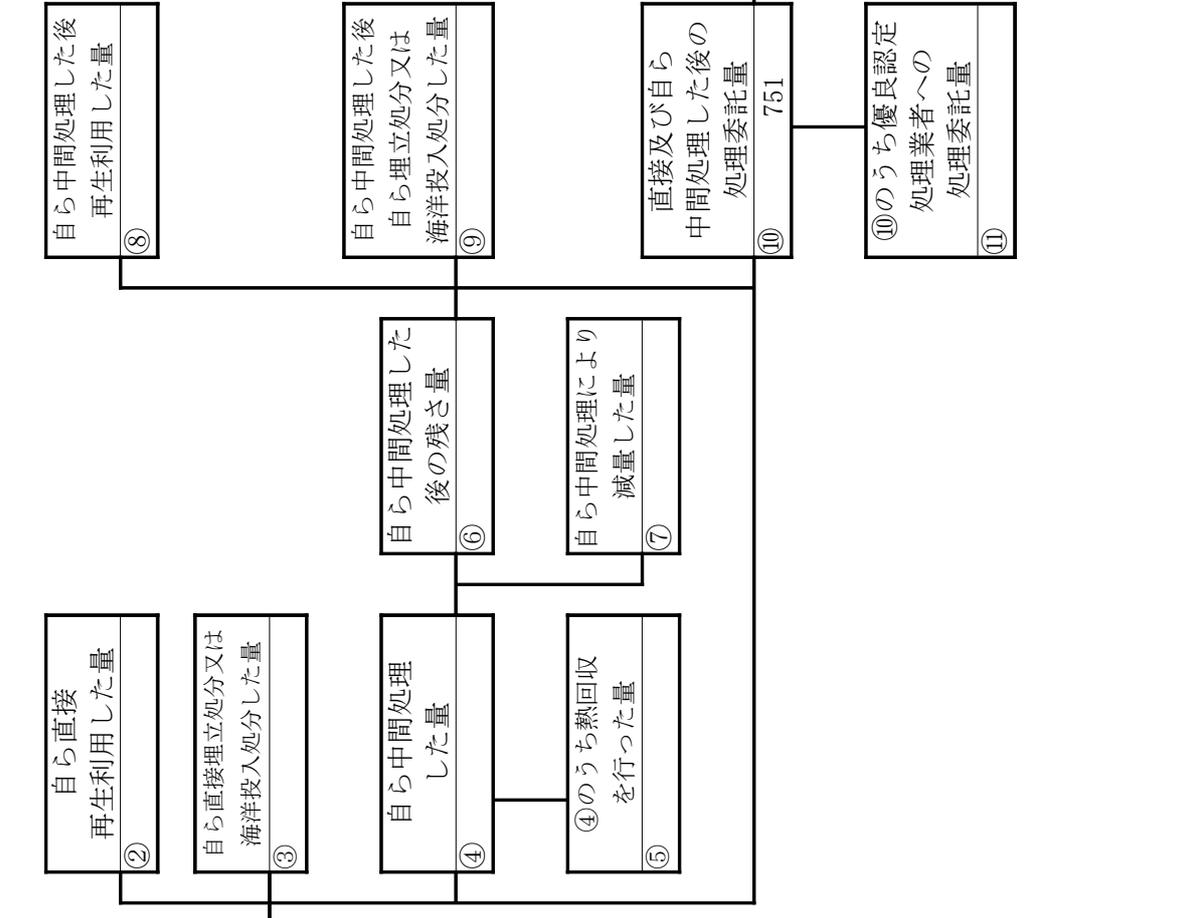 自ら直接
再生利用した量
②
自ら直接埋立処分又は
海洋投入処分した量
③
自ら中間処理
した量
④
④のうち熱回収
を行った量
⑤
自ら中間処理した
後の残さ量
⑥
自ら中間処理により
減量した量
⑦
自ら中間処理した後
再生利用した量
⑧
自ら中間処理した後
自ら埋立処分又は
海洋投入処分した量
⑨
直接及び自ら
中間処理した後の
処理委託量
⑩ 751
⑩のうち優良認定
処理業者への
処理委託量
⑪